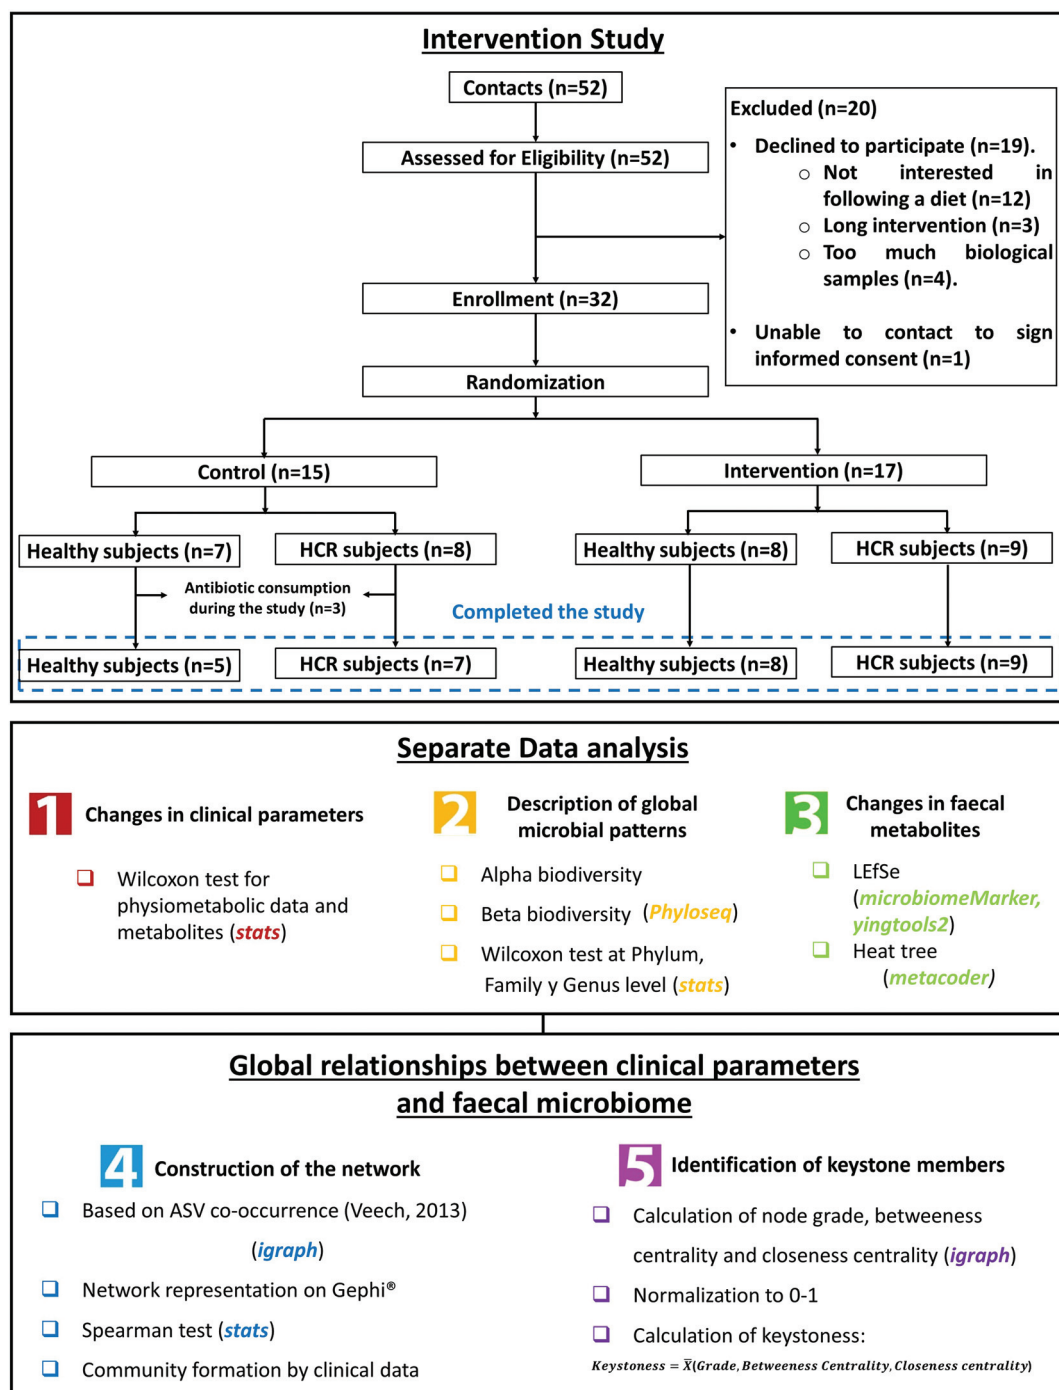 Intervention Study
Contacts (n=52)
Assessed for Eligibility (n=52)
Excluded (n=20)
• Declined to participate (n=19).
o Not interested in
following a diet (n=12)
o Long intervention (n=3)
o Too much biological
samples (n=4).
• Unable to contact to sign
informed consent (n=1)
Enrollment (n=32)
Randomization
Control (n=15)
Intervention (n=17)
Healthy subjects (n=7)
HCR subjects (n=8)
Healthy subjects (n=8)
HCR subjects (n=9)
Antibiotic consumption
during the study (n=3)
Completed the study
Healthy subjects (n=5)
HCR subjects (n=7)
Healthy subjects (n=8)
HCR subjects (n=9)
Separate Data analysis
1 Changes in clinical parameters
❑ Wilcoxon test for
physiometabolic data and
metabolites (stats)
2 Description of global
microbial patterns
❑ Alpha biodiversity
❑ Beta biodiversity (Phyloseq)
❑ Wilcoxon test at Phylum,
Family y Genus level (stats)
3 Changes in faecal
metabolites
❑ LEfSe
(microbiomeMarker,
yingtools2)
❑ Heat tree
(metacoder)
Global relationships between clinical parameters
and faecal microbiome
4 Construction of the network
❑ Based on ASV co-occurrence (Veech, 2013)
(igraph)
❑ Network representation on Gephi®
❑ Spearman test (stats)
❑ Community formation by clinical data
5 Identification of keystone members
❑ Calculation of node grade, betweeness
centrality and closeness centrality (igraph)
❑ Normalization to 0-1
❑ Calculation of keystoness:
Keystoness = X̅(Grade, Betweeness Centrality, Closeness centrality)